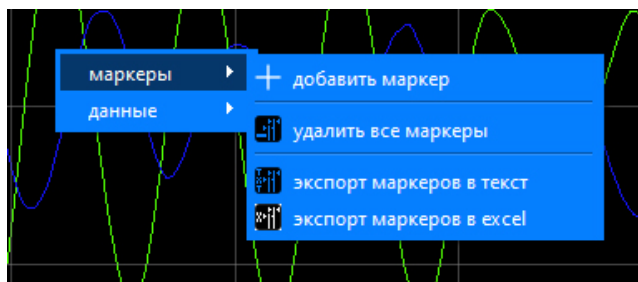 маркеры
данные
добавить маркер
удалить все маркеры
экспорт маркеров в текст
экспорт маркеров в excel